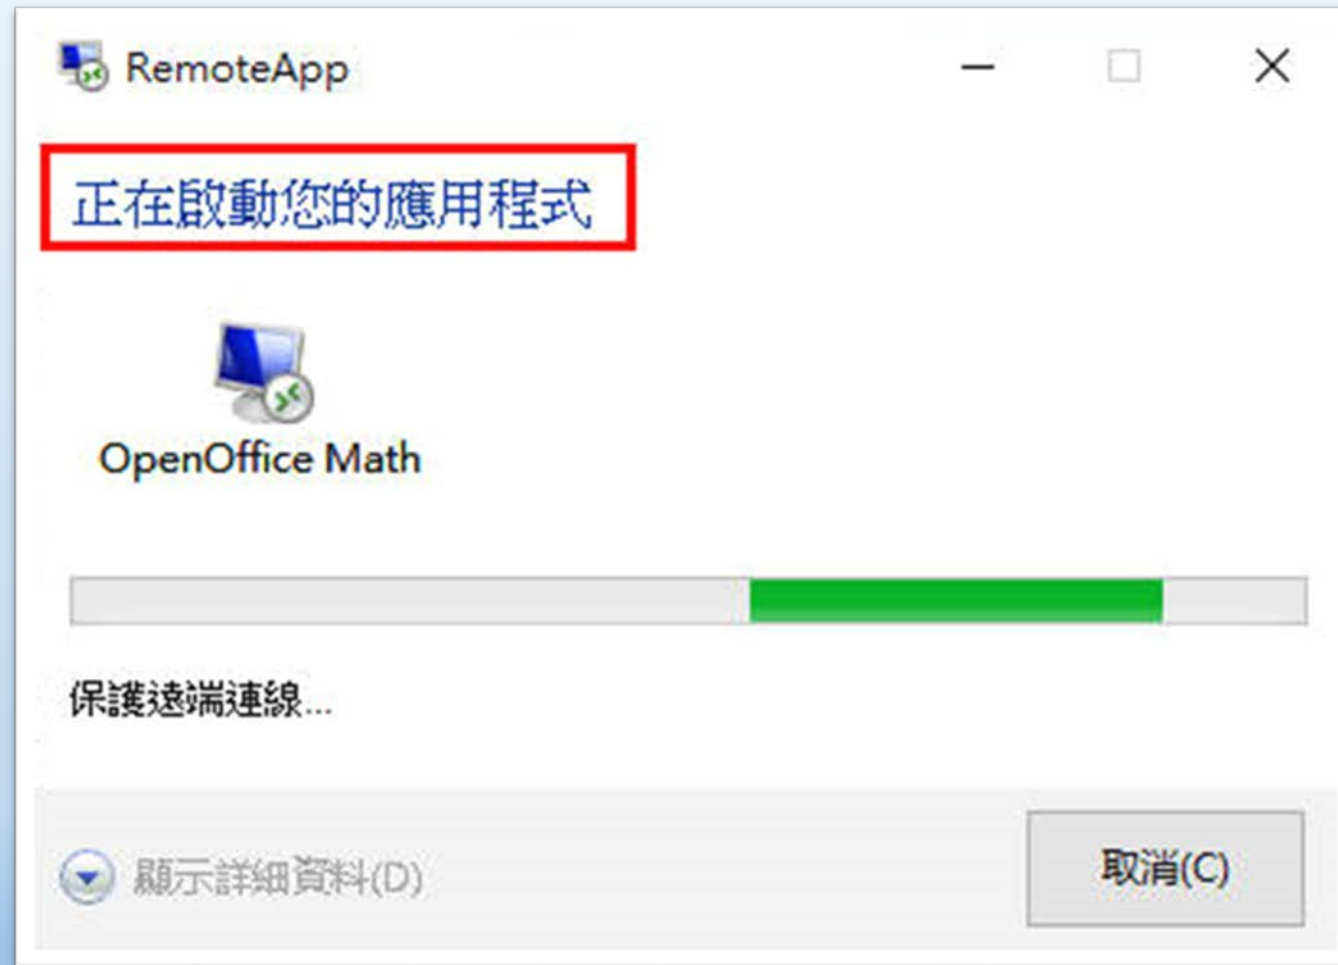 RemoteApp
正在啟動您的應用程式
OpenOffice Math
保護遠端連線...
顯示詳細資料(D)
取消(C)